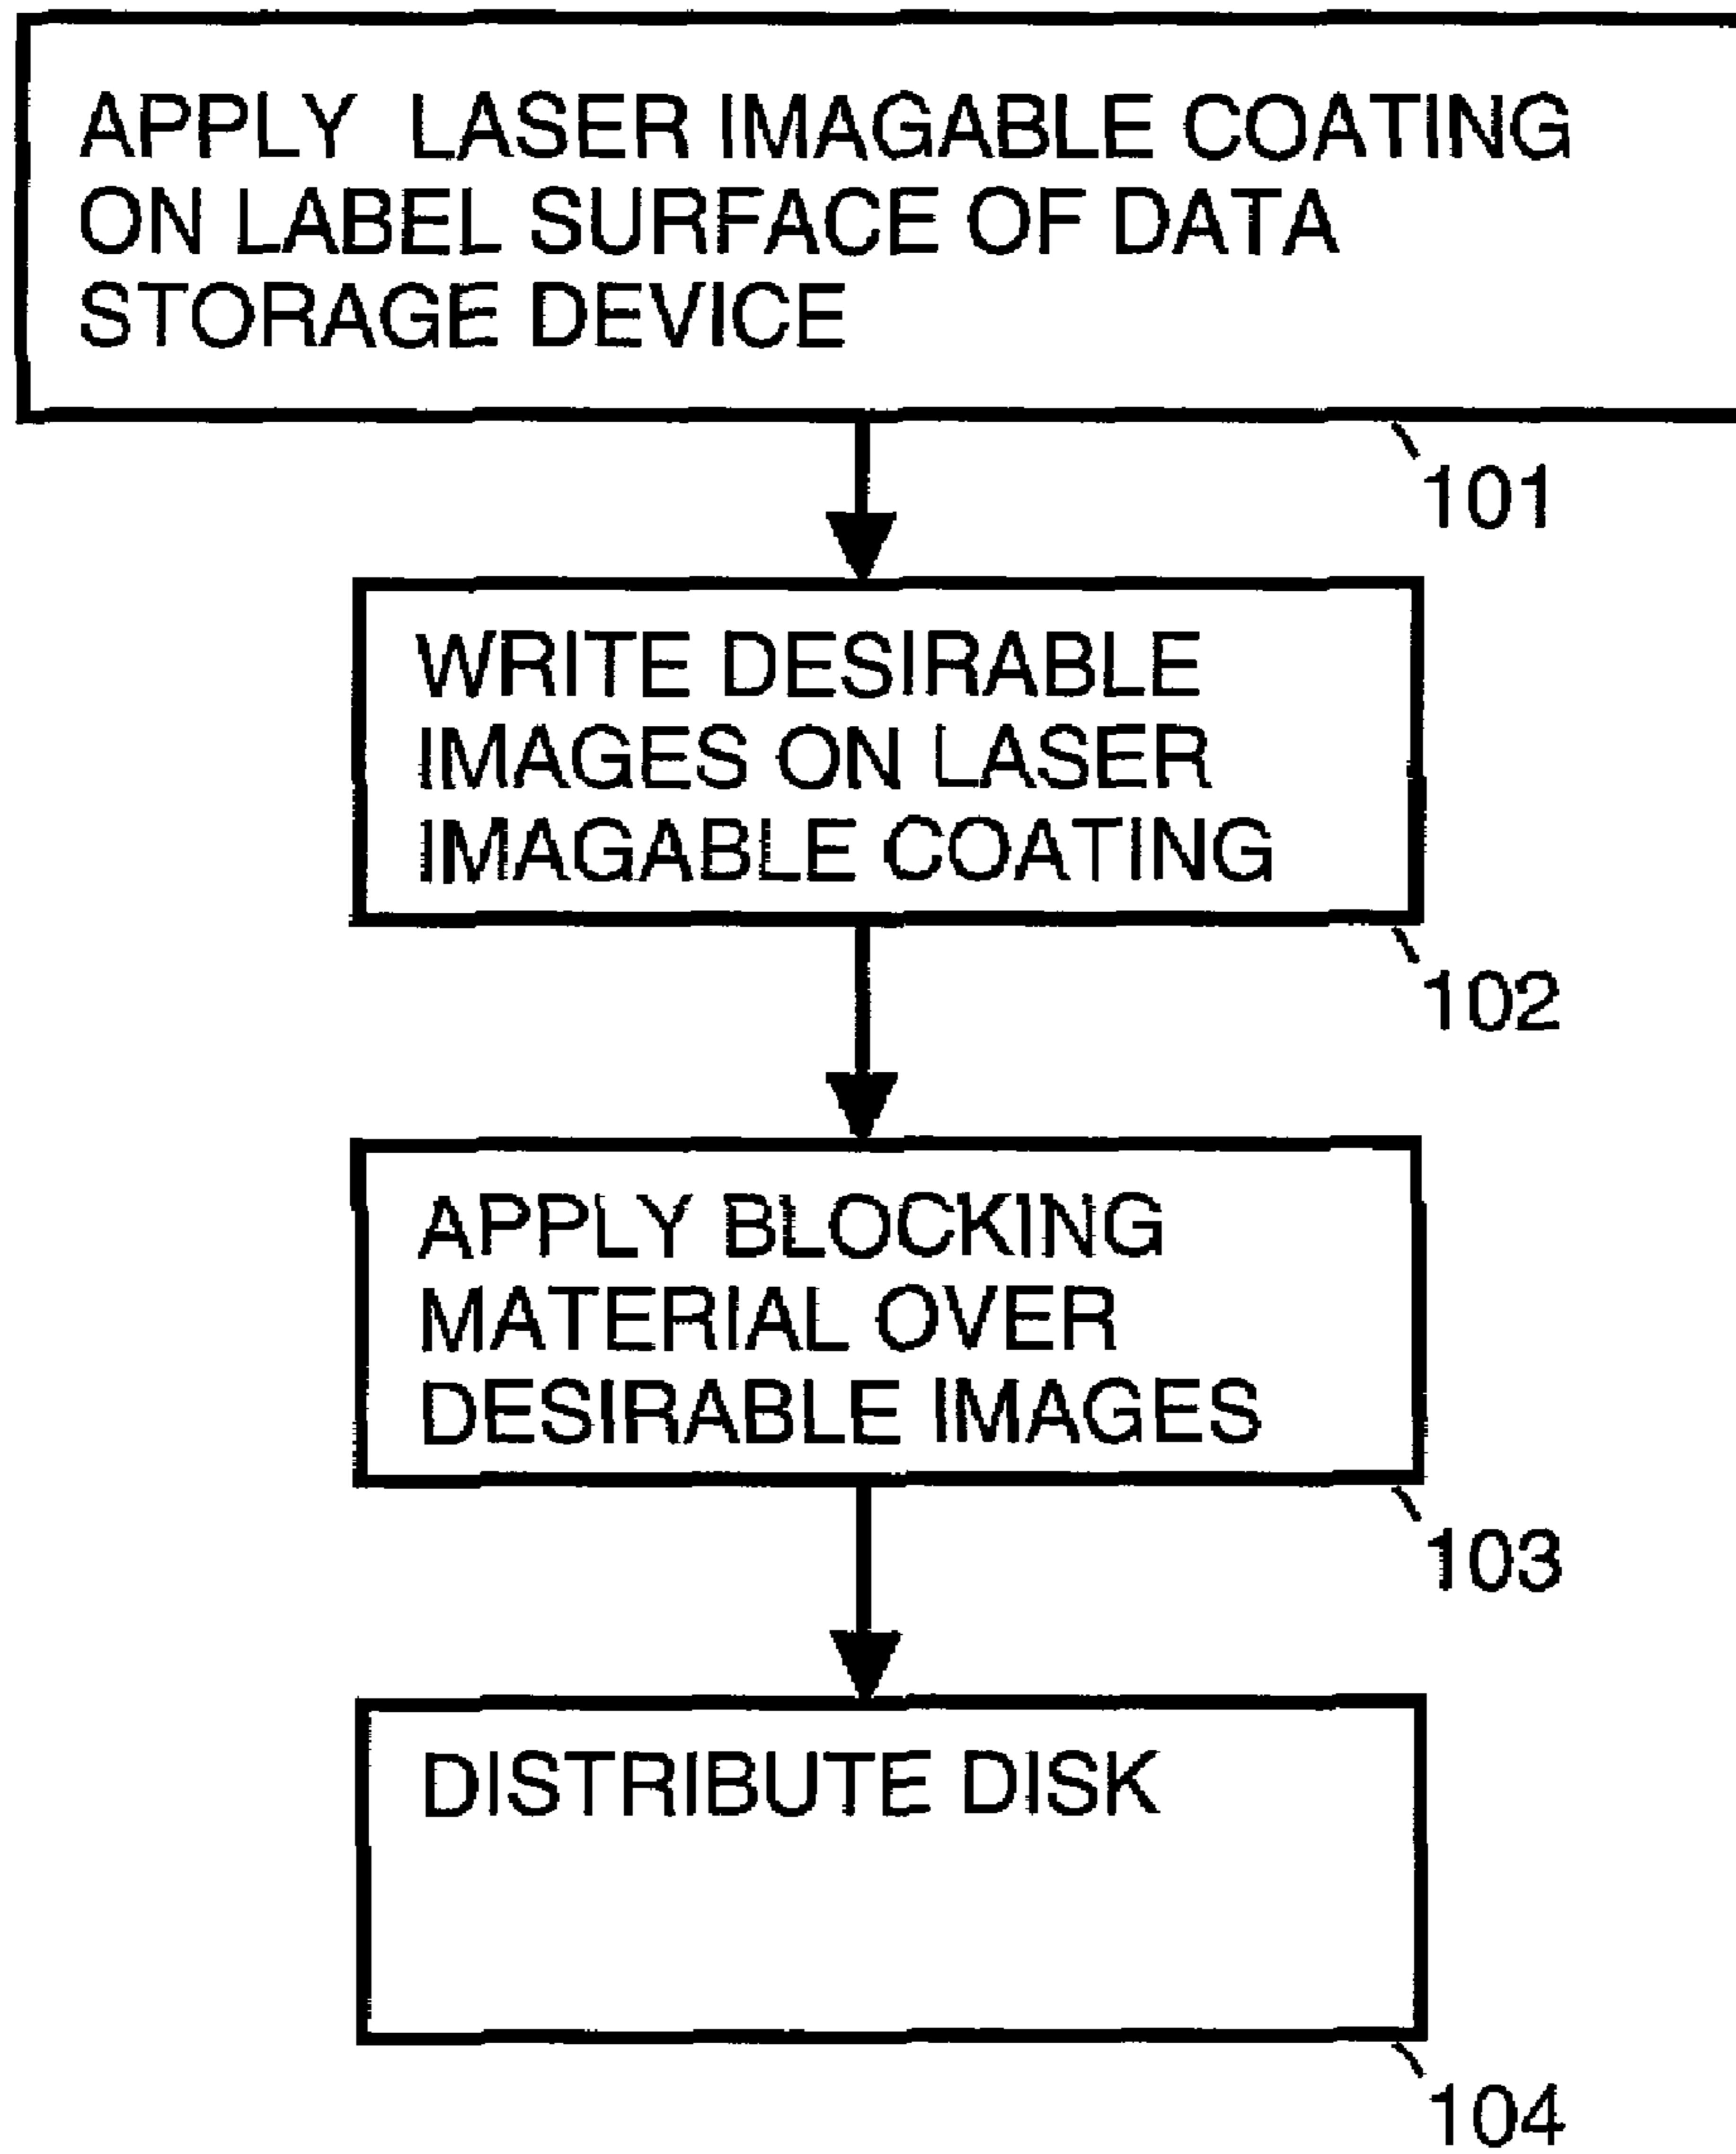 APPLY LASER IMAGABLE COATING
ON LABEL SURFACE OF DATA
STORAGE DEVICE
101
WRITE DESIRABLE
IMAGES ON LASER
IMAGABLE COATING
102
APPLY BLOCKING
MATERIAL OVER
DESIRABLE IMAGES
103
DISTRIBUTE DISK
104